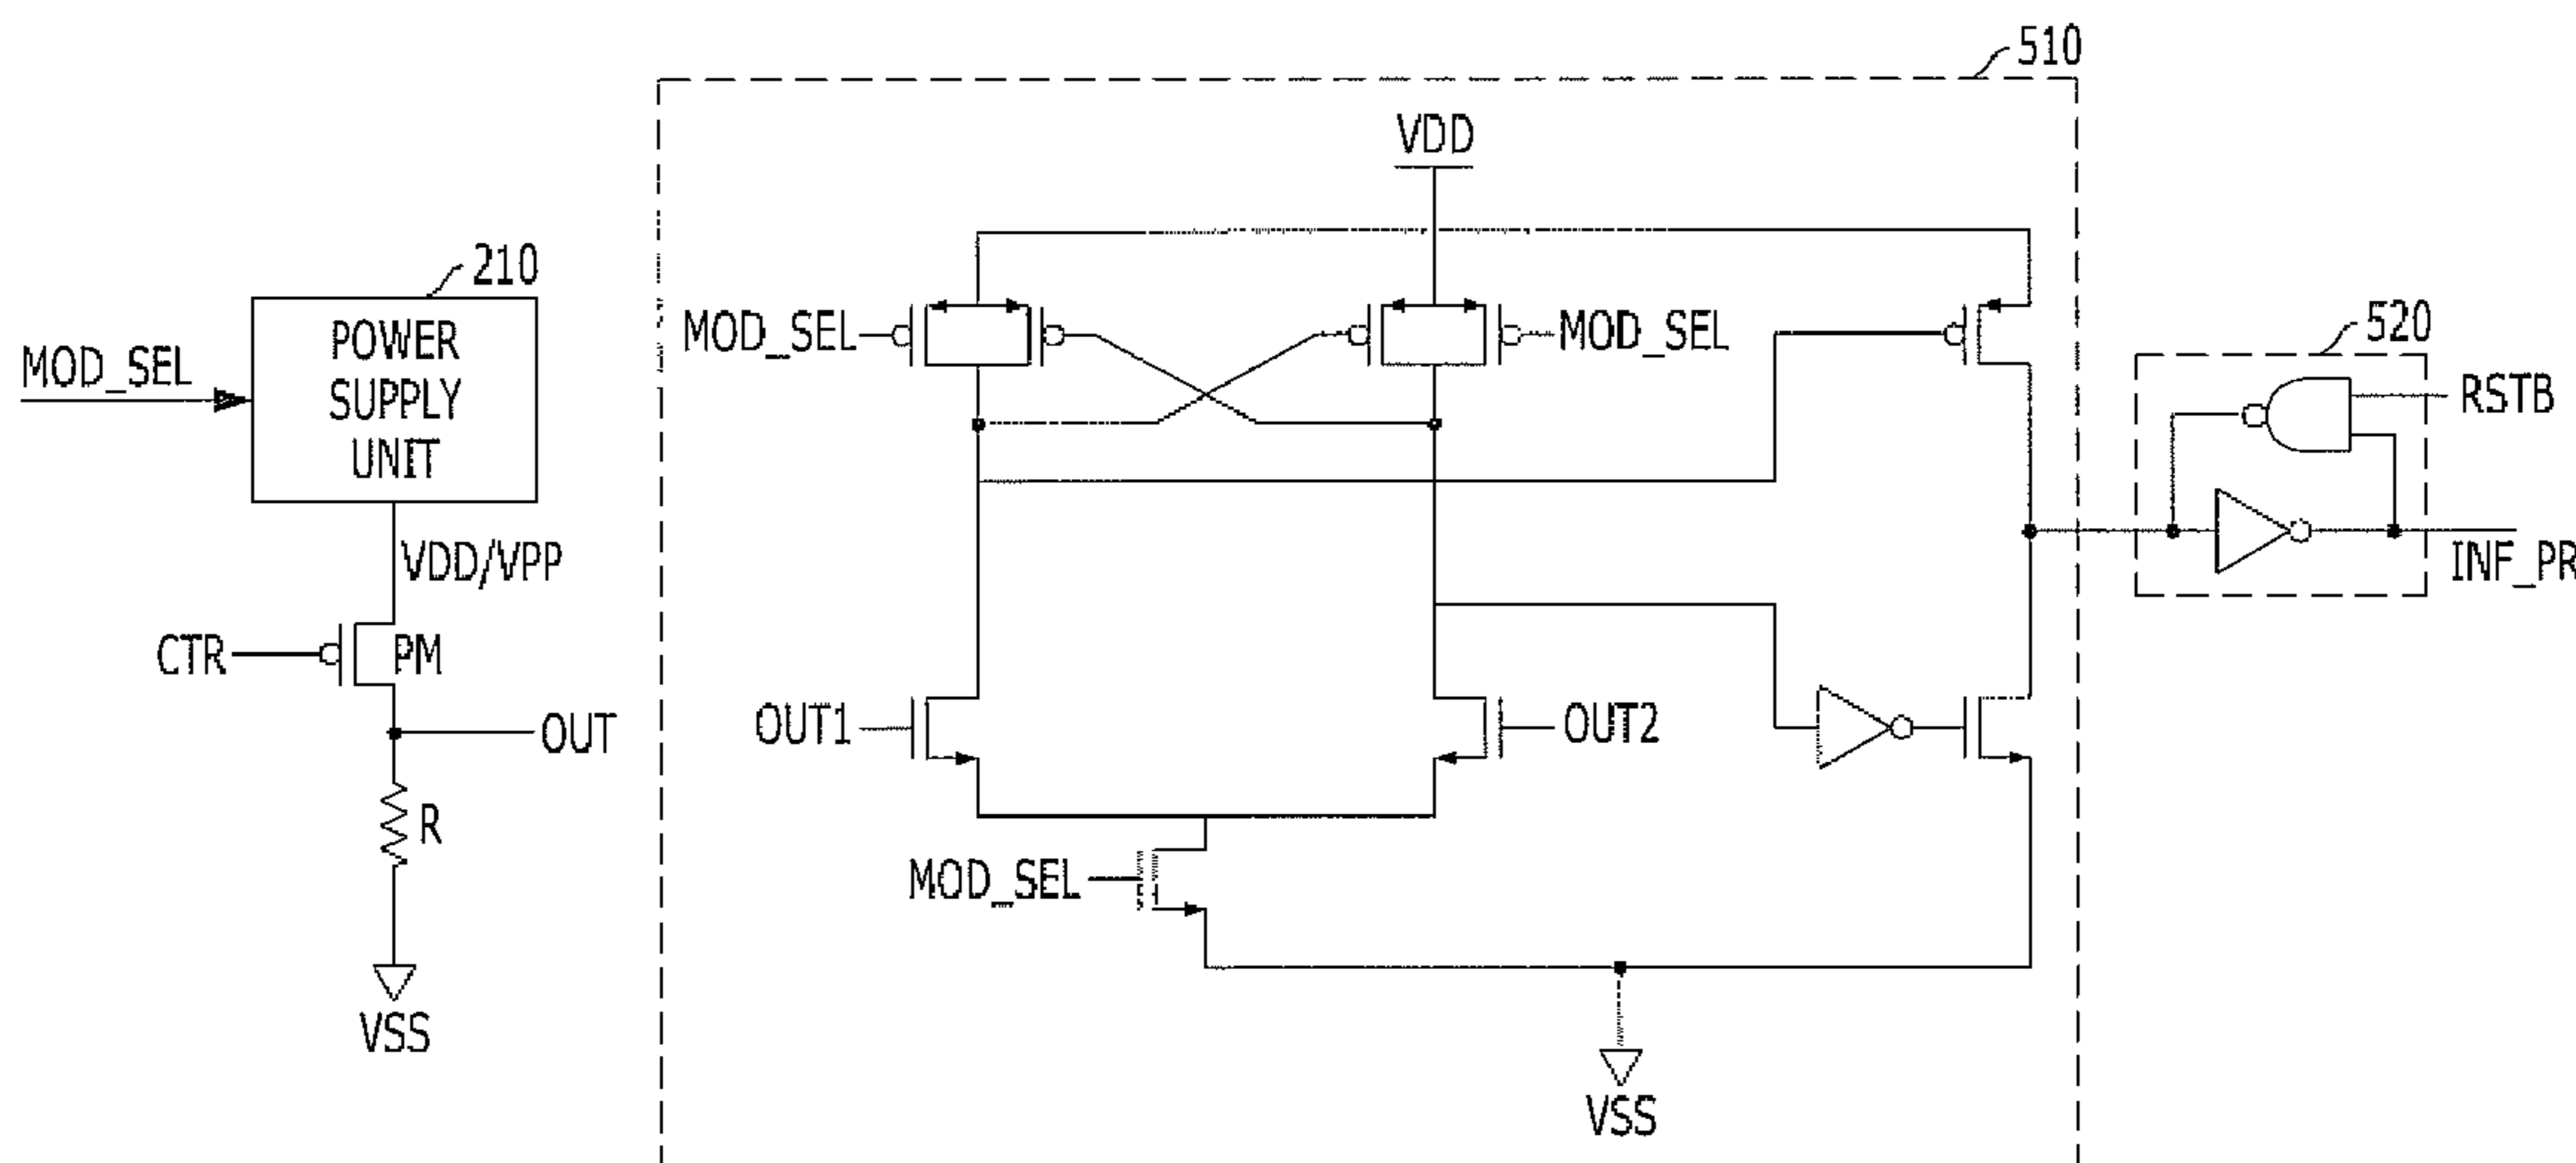 210
MOD_SEL
POWER
SUPPLY
UNIT
VDD/VPP
CTR
PM
OUT
R
VSS
510
VDD
MOD_SEL
MOD_SEL
OUT1
OUT2
MOD_SEL
VSS
520
RSTB
INF_PR